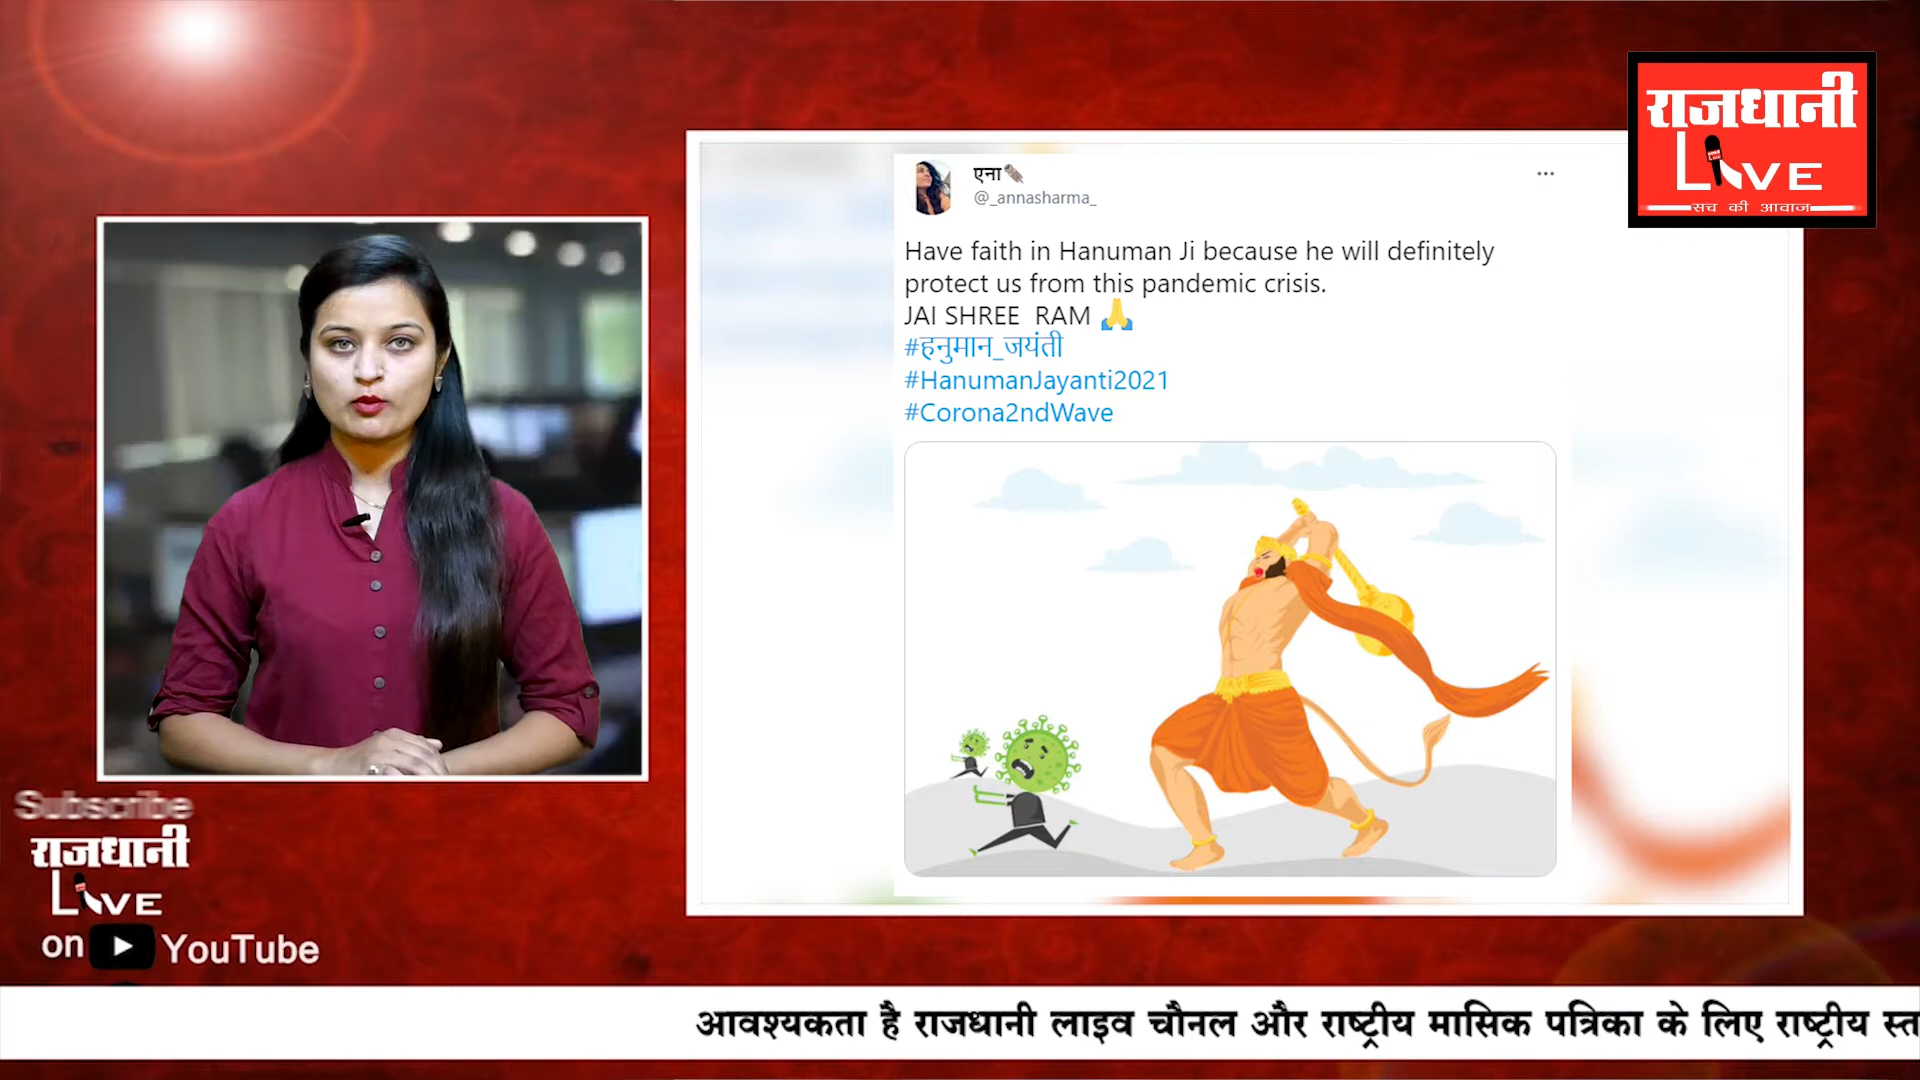 राजधानी
LIVE
सच की आवाज
एना
@_annasharma_
Have faith in Hanuman Ji because he will definitely
protect us from this pandemic crisis.
JAI SHREE RAM 🙏
#हनुमान_जयंती
#HanumanJayanti2021
#Corona2ndWave
Subscribe
राजधानी
LIVE
on YouTube
आवश्यकता है राजधानी लाइव चौनल और राष्ट्रीय मासिक पत्रिका के लिए राष्ट्रीय स्त